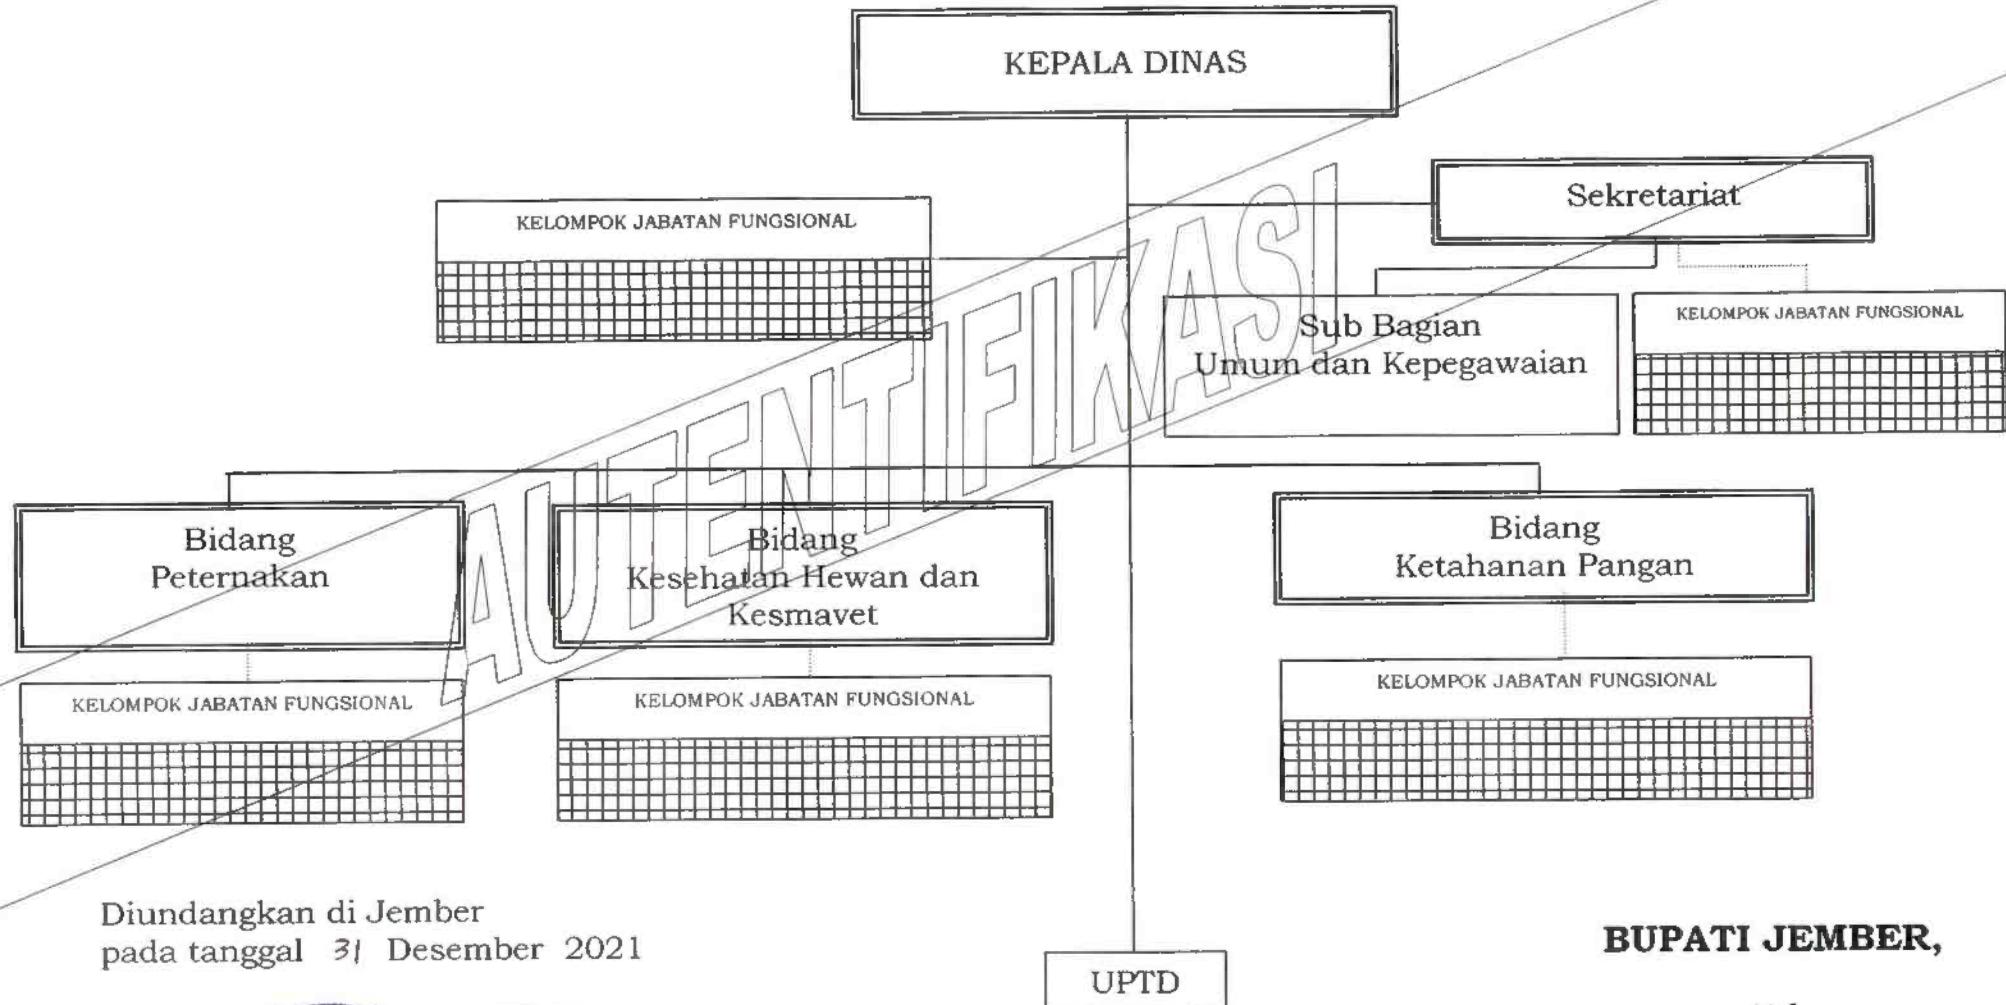 KEPALA DINAS
Sekretariat
KELOMPOK JABATAN FUNGSIONAL
Sub Bagian
Umum dan Kepegawaian
KELOMPOK JABATAN FUNGSIONAL
AUTENTIFIKASI
Bidang
Peternakan
Bidang
Kesehatan Hewan dan
Kesmavet
Bidang
Ketahanan Pangan
KELOMPOK JABATAN FUNGSIONAL
KELOMPOK JABATAN FUNGSIONAL
KELOMPOK JABATAN FUNGSIONAL
Diundangkan di Jember
pada tanggal 31 Desember 2021
BUPATI JEMBER,
UPTD